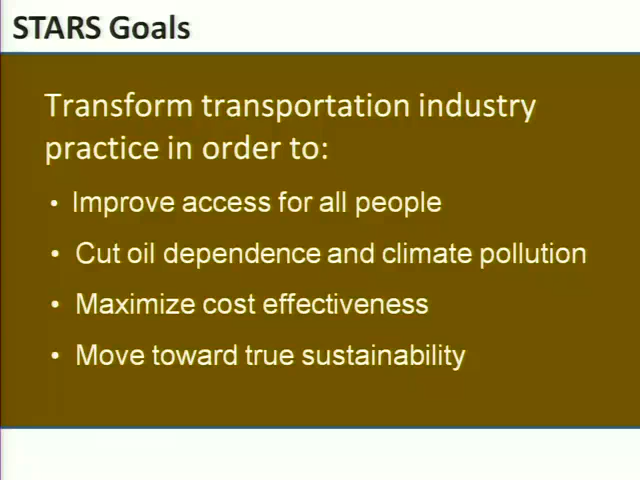 STARS Goals
Transform transportation industry
practice in order to:
• Improve access for all people
• Cut oil dependence and climate pollution
• Maximize cost effectiveness
• Move toward true sustainability